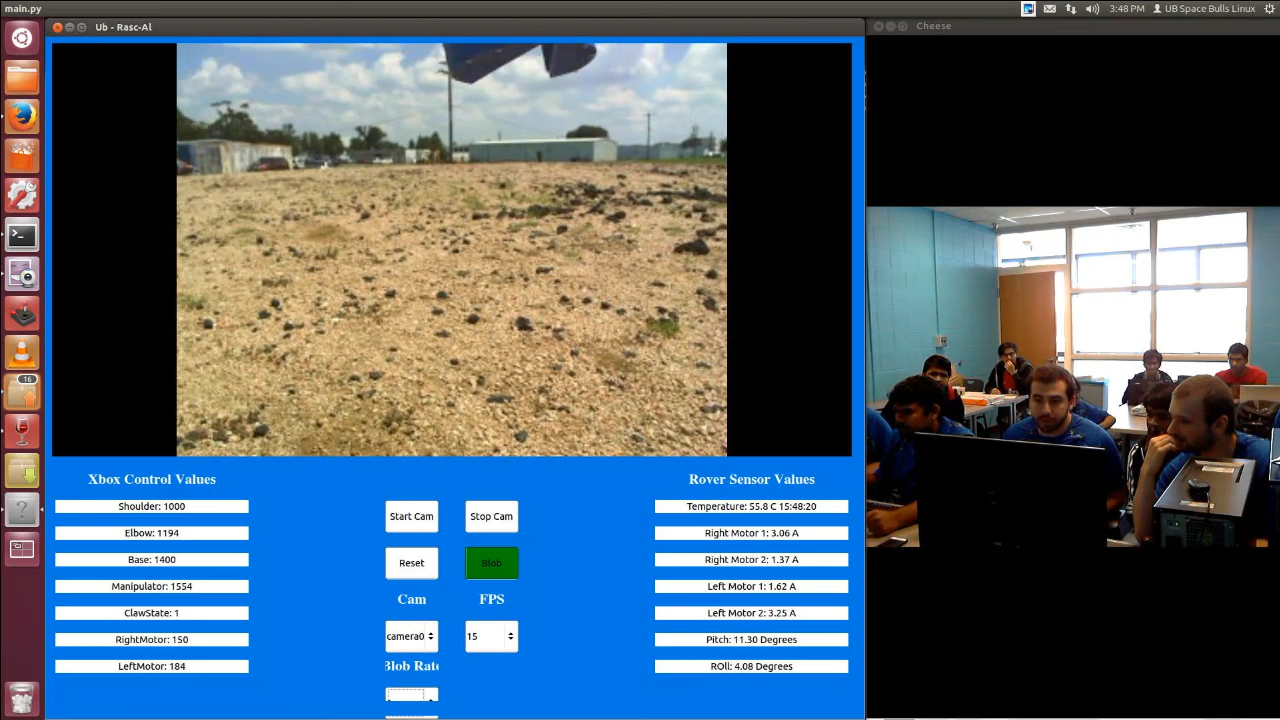 main.py
3:48 PM
UB Space Bulls Linux
Ub - Rasc-Al
Cheese
16
Xbox Control Values
Shoulder: 1000
Elbow: 1194
Base: 1400
Manipulator: 1554
ClawState: 1
RightMotor: 150
LeftMotor: 184
Start Cam
Stop Cam
Reset
Blob
Cam
FPS
camera0
15
Blob Rate
Rover Sensor Values
Temperature: 55.8 C 15:48:20
Right Motor 1: 3.06 A
Right Motor 2: 1.37 A
Left Motor 1: 1.62 A
Left Motor 2: 3.25 A
Pitch: 11.30 Degrees
ROll: 4.08 Degrees